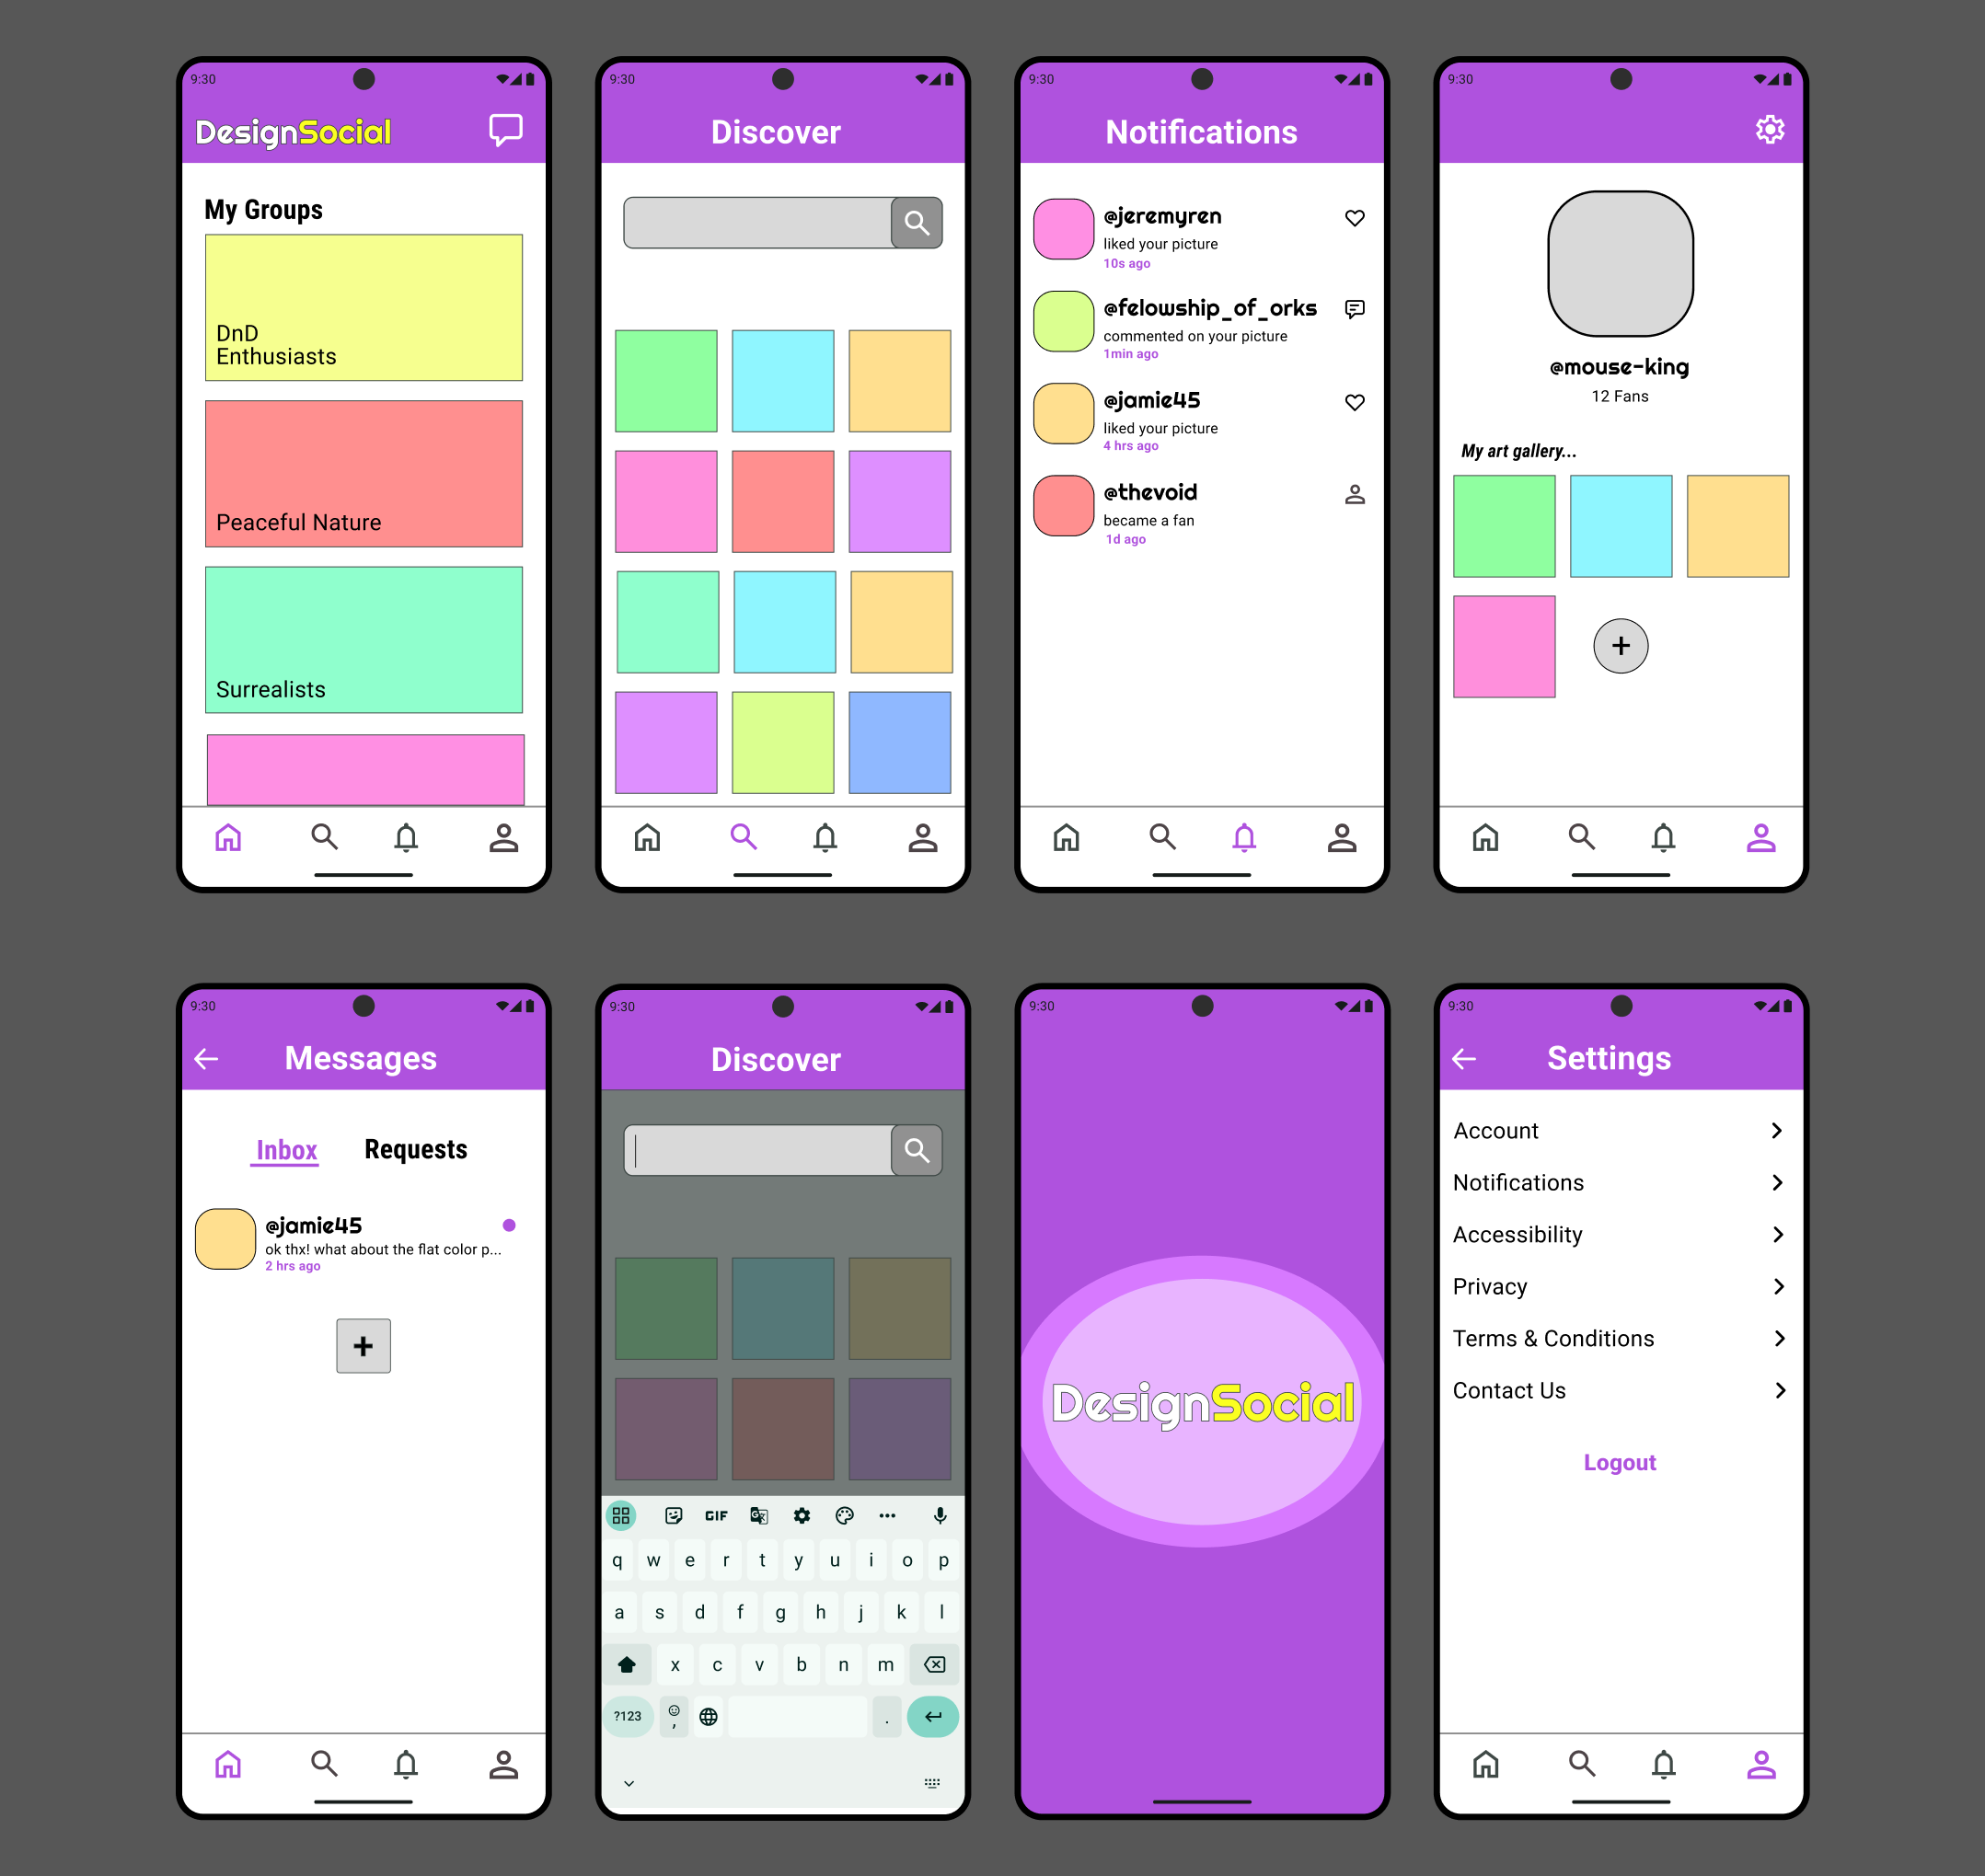 9:30
DesignSocial
My Groups
DnD
Enthusiasts
Peaceful Nature
Surrealists
9:30
Discover
9:30
Notifications
@jeremyren
liked your picture
10s ago
@felowship_of_orks
commented on your picture
1min ago
@jamie45
liked your picture
4 hrs ago
@thevoid
became a fan
1d ago
9:30
@mouse-king
12 Fans
My art gallery...
+
9:30
Messages
Inbox Requests
@jamie45
ok thx! what about the flat color p...
2 hrs ago
+
9:30
Discover
GIF
q w e r t y u i o p
a s d f g h j k l
x c v b n m
?123 , .
9:30
DesignSocial
9:30
Settings
Account
Notifications
Accessibility
Privacy
Terms & Conditions
Contact Us
Logout